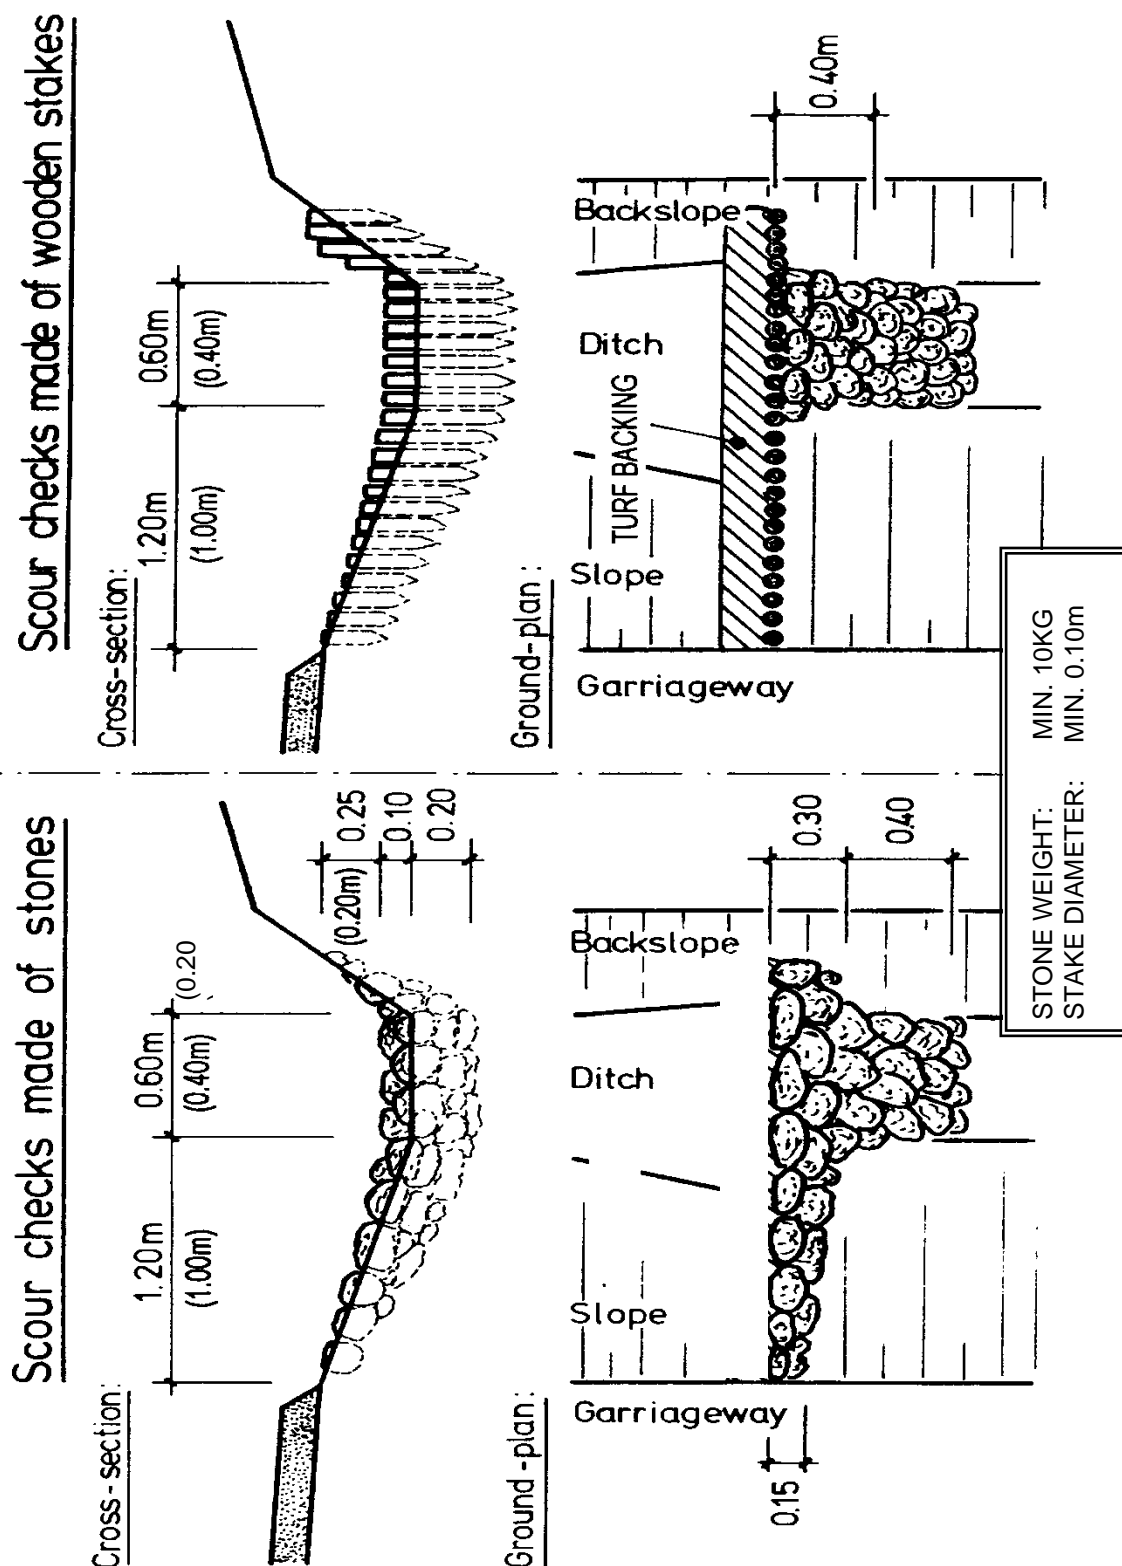 Scour checks made of stones
Cross-section:
1.20m
(1.00m)
0.60m
(0.40m)
(0.20
(0.20m)
0.25
0.10
0.20
Ground-plan:
Garriageway
Slope
Ditch
Backslope
0.15
0.30
0.40
Scour checks made of wooden stakes
Cross-section:
1.20m
(1.00m)
0.60m
(0.40m)
Ground-plan:
Garriageway
Slope
TURF BACKING
Ditch
Backslope
0.40m
STONE WEIGHT: MIN. 10KG
STAKE DIAMETER: MIN. 0.10m